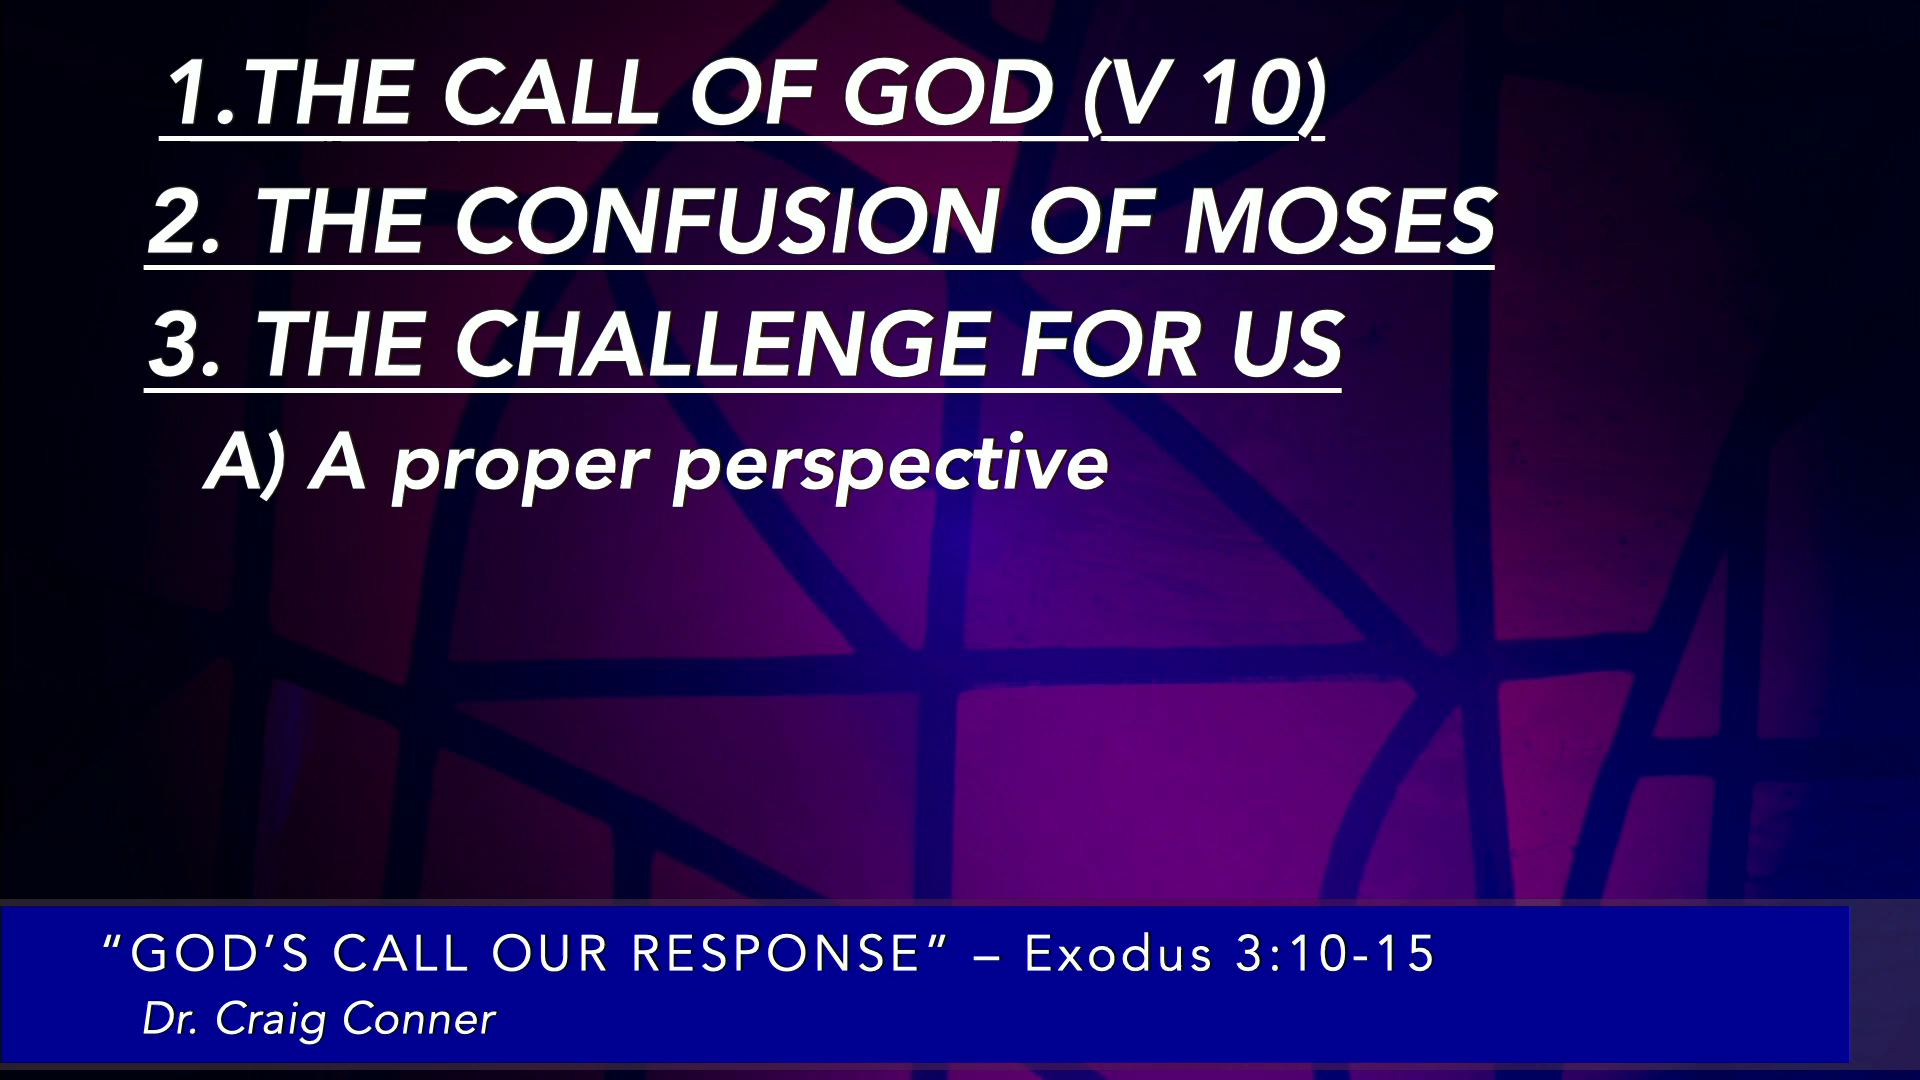 1.THE CALL OF GOD (V 10)
2. THE CONFUSION OF MOSES
3. THE CHALLENGE FOR US
A) A proper perspective
“GOD’S CALL OUR RESPONSE” – Exodus 3:10-15
Dr. Craig Conner